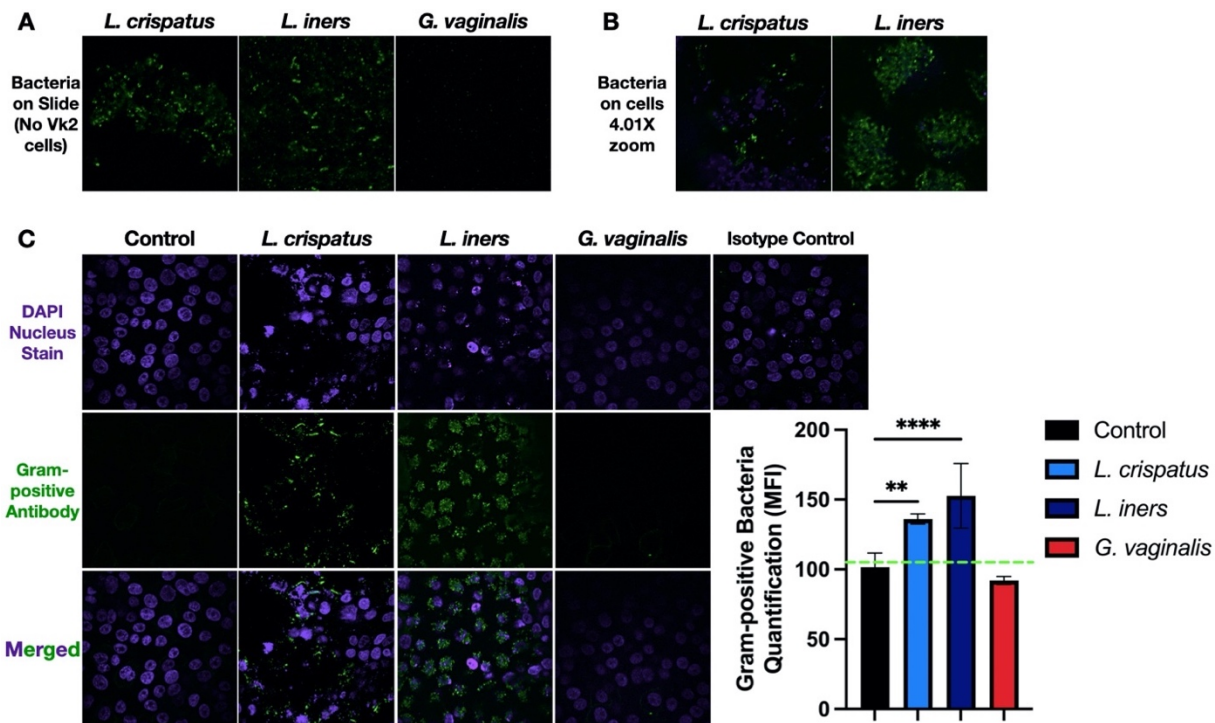 A
L. crispatus
L. iners
G. vaginalis
Bacteria
on Slide
(No Vk2
cells)
B
L. crispatus
L. iners
Bacteria
on cells
4.01X
zoom
C
Control
L. crispatus
L. iners
G. vaginalis
Isotype Control
DAPI
Nucleus
Stain
Gram-
positive
Antibody
Merged
Gram-positive Bacteria
Quantification (MFI)
200
150
100
50
0
****
**
Control
L. crispatus
L. iners
G. vaginalis